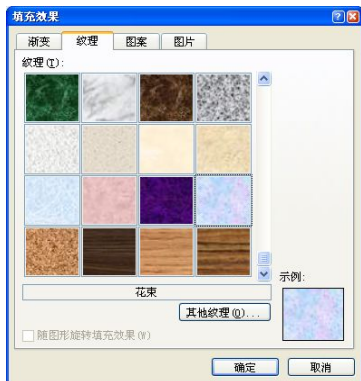 填充效果
渐变 纹理 图案 图片
纹理(T):
花束
其他纹理(O)...
示例:
随图形旋转填充效果(W)
确定 取消